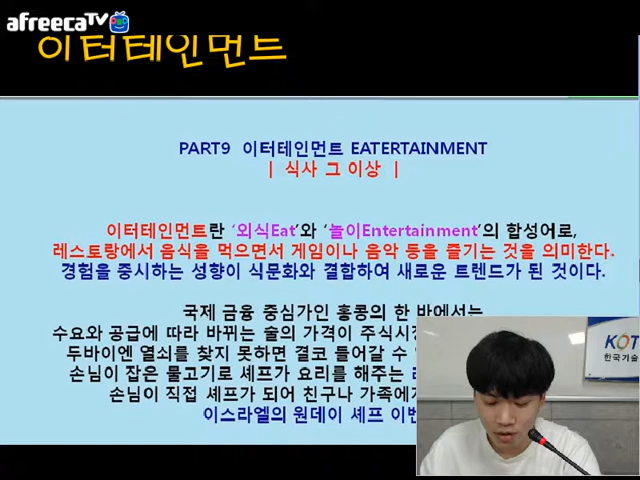 afreecaTV
이터테인먼트
PART9 이터테인먼트 EATERTAINMENT
| 식사 그 이상 |
이터테인먼트란 '외식Eat'와 '놀이Entertainment'의 합성어로,
레스토랑에서 음식을 먹으면서 게임이나 음악 등을 즐기는 것을 의미한다.
경험을 중시하는 성향이 식문화와 결합하여 새로운 트렌드가 된 것이다.
국제 금융 중심가인 홍콩의 한 바에서는
수요와 공급에 따라 바뀌는 술의 가격이 주식시장
두바이엔 열쇠를 찾지 못하면 결코 들어갈 수
손님이 잡은 물고기로 셰프가 요리를 해주는
손님이 직접 셰프가 되어 친구나 가족에게
이스라엘의 원데이 셰프 이벤
KOT
한국기술